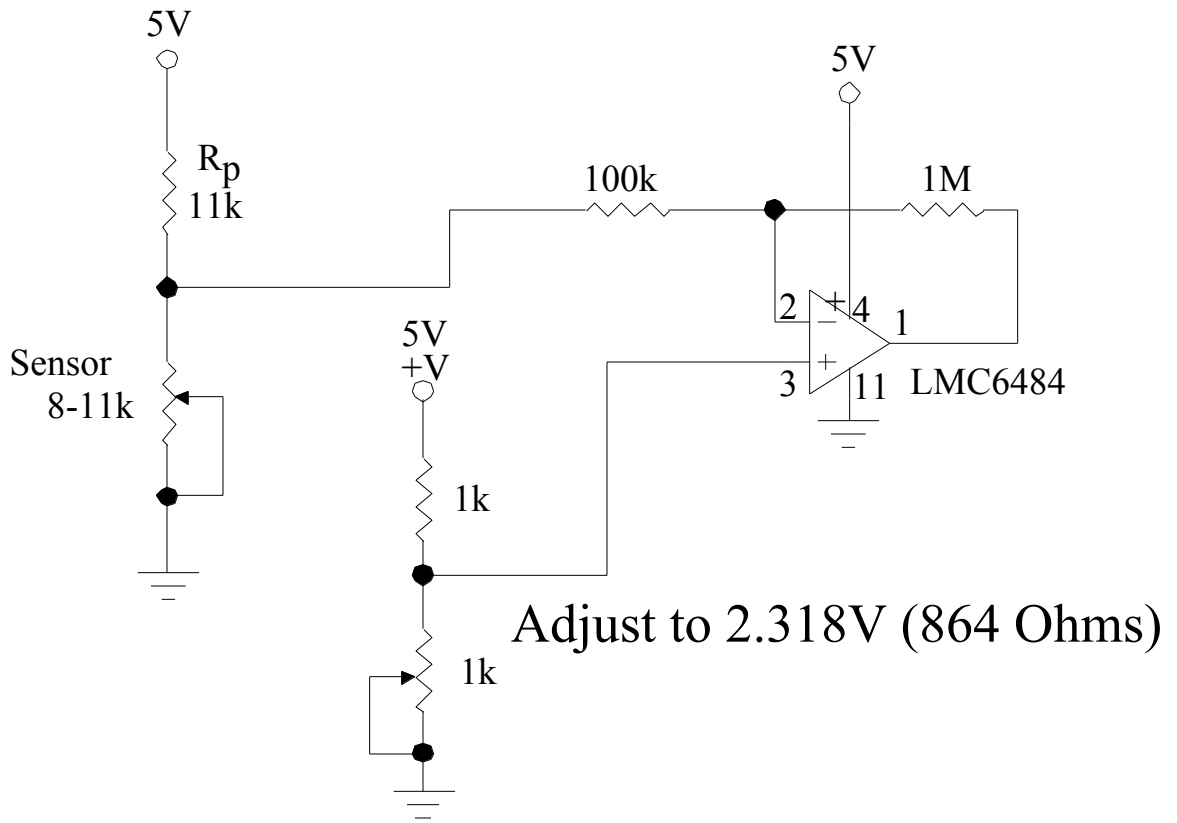 5V
5V
Rp
11k
100k
1M
+
2
4
−
1
5V
+V
+
3
11
LMC6484
Sensor
8-11k
1k
Adjust to 2.318V (864 Ohms)
1k